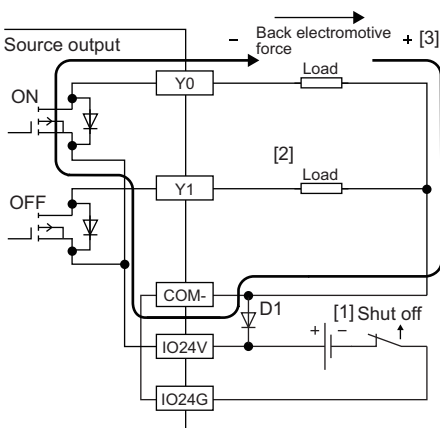 Source output
Back electromotive
force
−
+ [3]
Y0
Load
ON
[2]
Y1
Load
OFF
COM-
D1
[1] Shut off
+
−
IO24V
IO24G